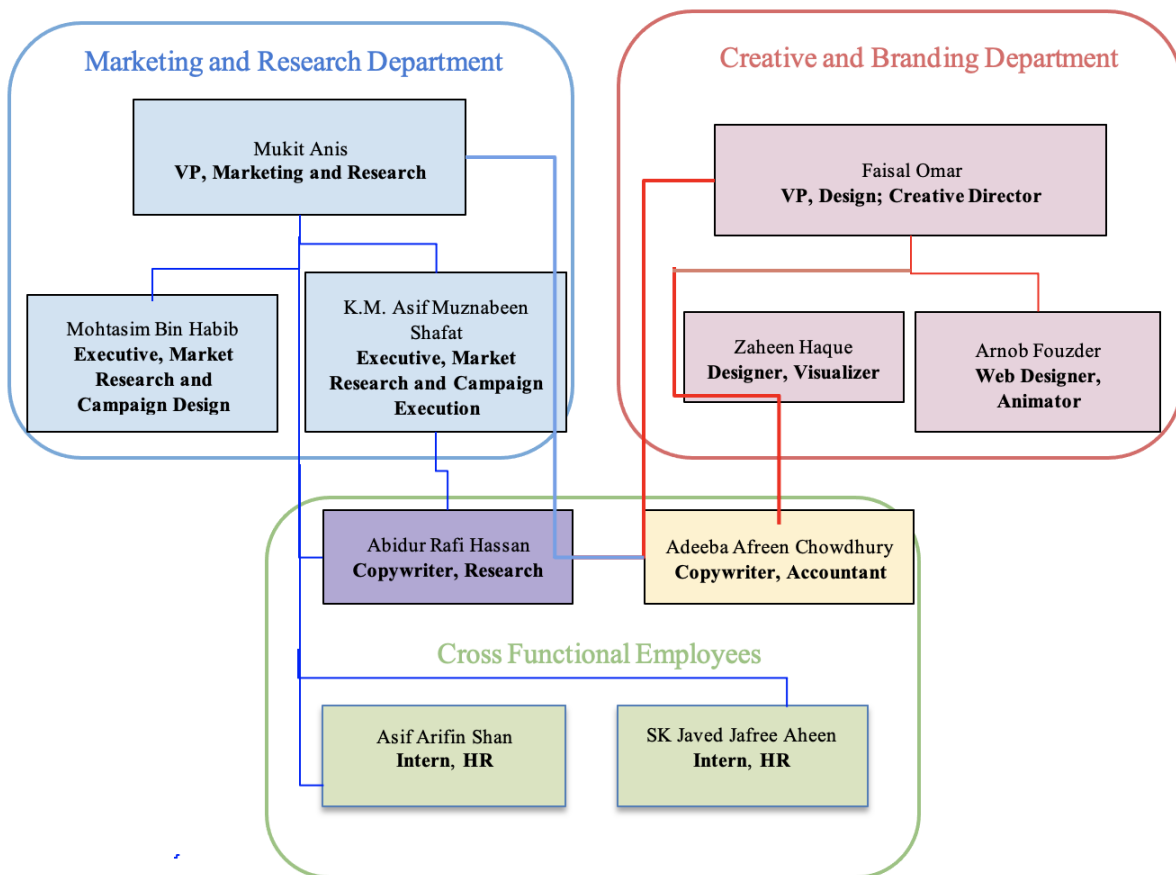 Marketing and Research Department
Mukit Anis
VP, Marketing and Research
Mohtasim Bin Habib
Executive, Market
Research and
Campaign Design
K.M. Asif Muznabeen
Shafat
Executive, Market
Research and Campaign
Execution
Creative and Branding Department
Faisal Omar
VP, Design; Creative Director
Zaheen Haque
Designer, Visualizer
Arnob Fouzder
Web Designer,
Animator
Abidur Rafi Hassan
Copywriter, Research
Adeeba Afreen Chowdhury
Copywriter, Accountant
Cross Functional Employees
Asif Arifin Shan
Intern, HR
SK Javed Jafree Aheen
Intern, HR